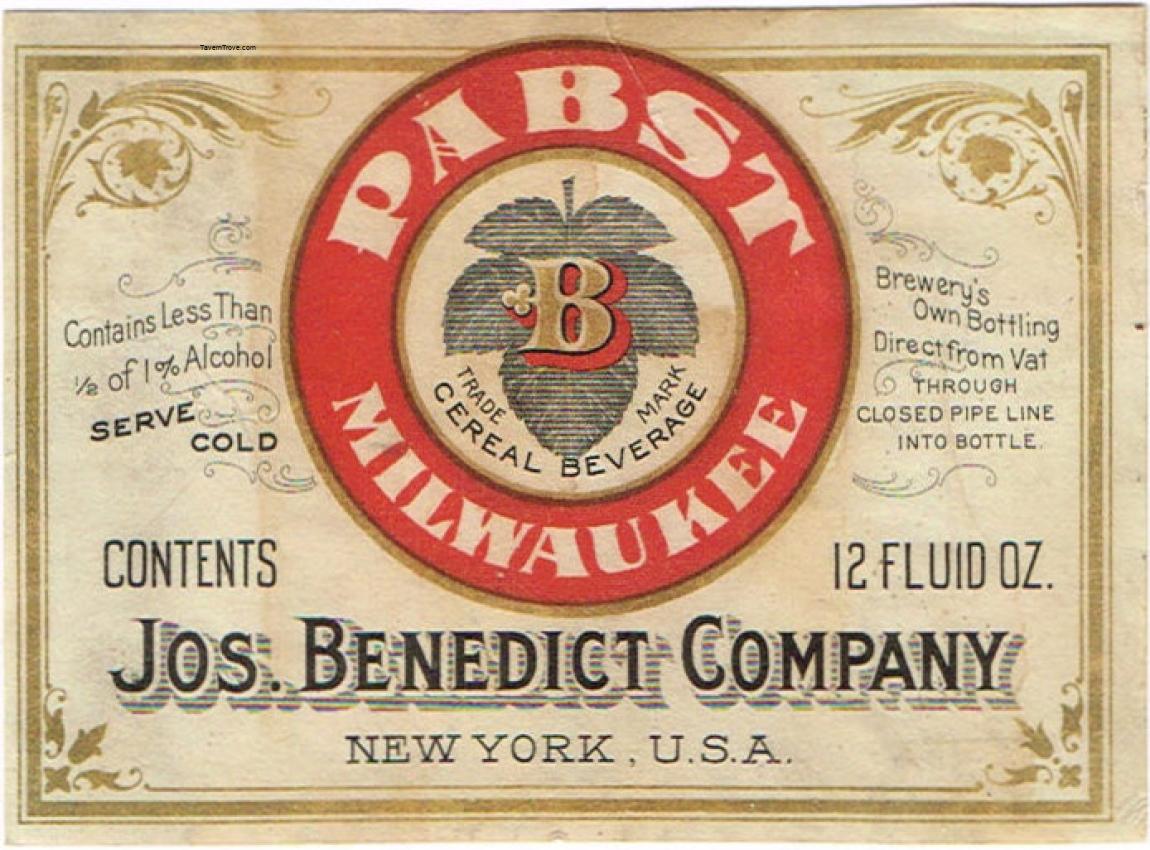 TavernTrove.com
PABST
B
TRADE MARK
CEREAL BEVERAGE
MILWAUKEE
Contains Less Than
½ of 1% Alcohol
SERVE
COLD
Brewery's
Own Bottling
Direct from Vat
THROUGH
CLOSED PIPE LINE
INTO BOTTLE.
CONTENTS
12 FLUID OZ.
JOS. BENEDICT COMPANY
NEW YORK, U.S.A.